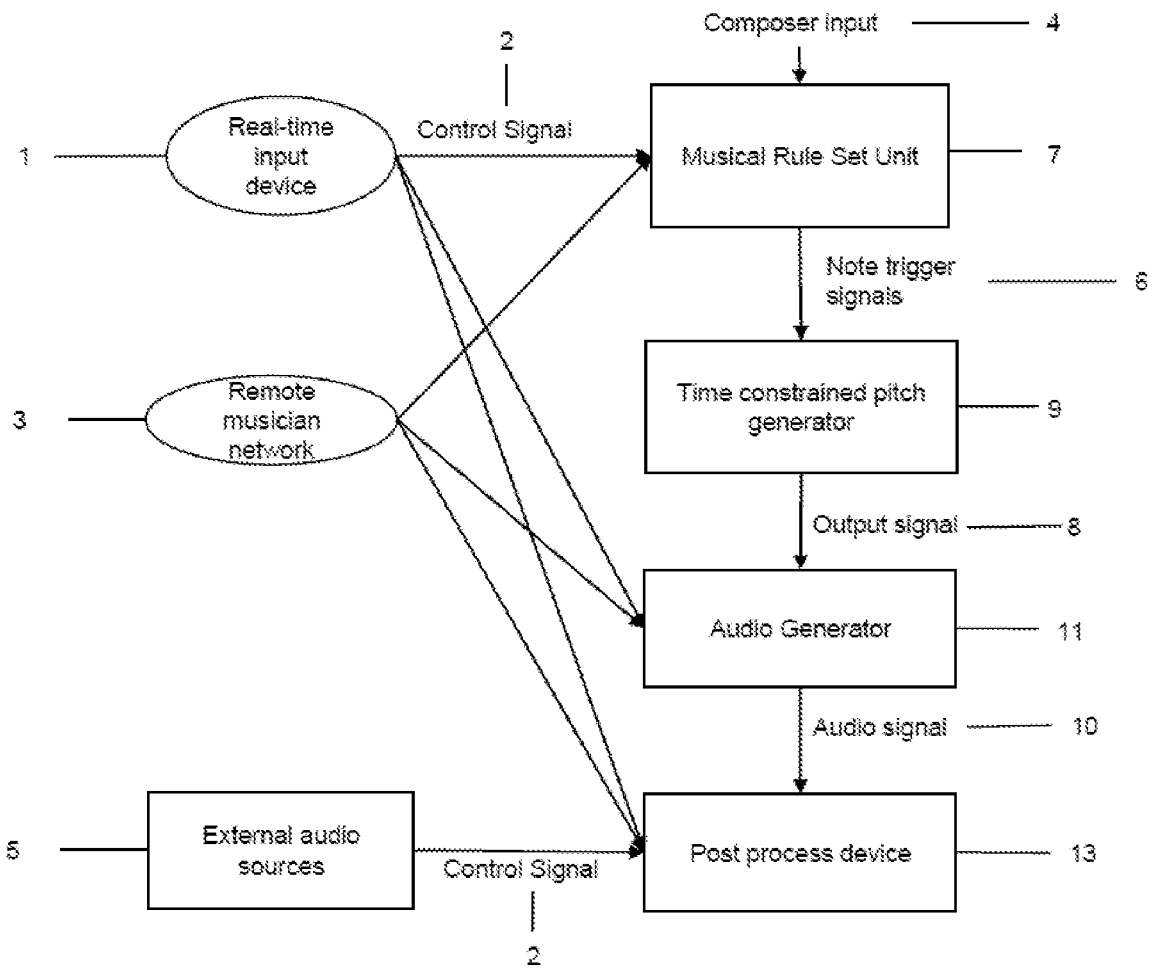 Composer input
4
2
Control Signal
Real-time
input
device
1
Musical Rule Set Unit
7
Note trigger
signals
6
Remote
musician
network
3
Time constrained pitch
generator
9
Output signal
8
Audio Generator
11
Audio signal
10
External audio
sources
5
Control Signal
2
Post process device
13